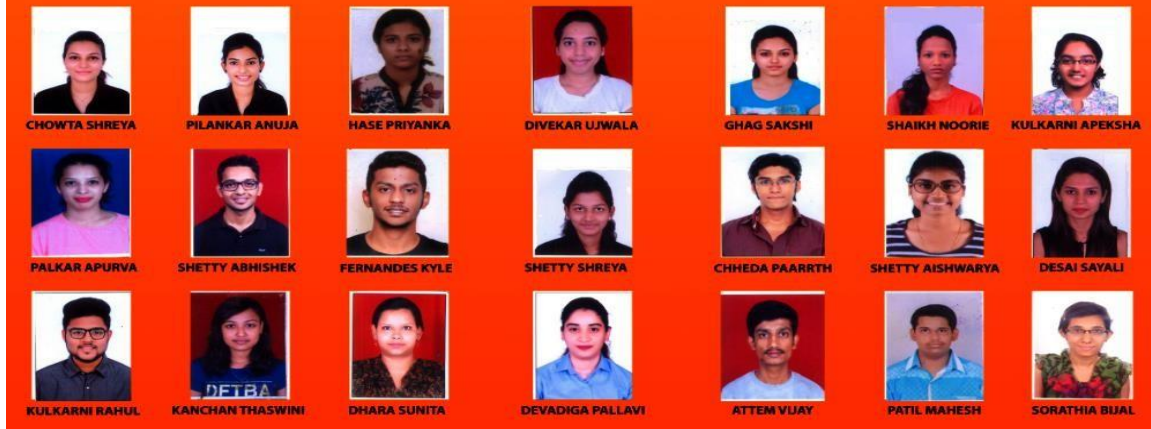 CHOWTA SHREYA
PILANKAR ANUJA
HASE PRIYANKA
DIVEKAR UJWALA
GHAG SAKSHI
SHAIKH NOORIE
KULKARNI APEKSHA
PALKAR APURVA
SHETTY ABHISHEK
FERNANDES KYLE
SHETTY SHREYA
CHHEDA PAARRTH
SHETTY AISHWARYA
DESAI SAYALI
DETBA
KULKARNI RAHUL
KANCHAN THASWINI
DHARA SUNITA
DEVADIGA PALLAVI
ATTEM VIJAY
PATIL MAHESH
SORATHIA BIJAL